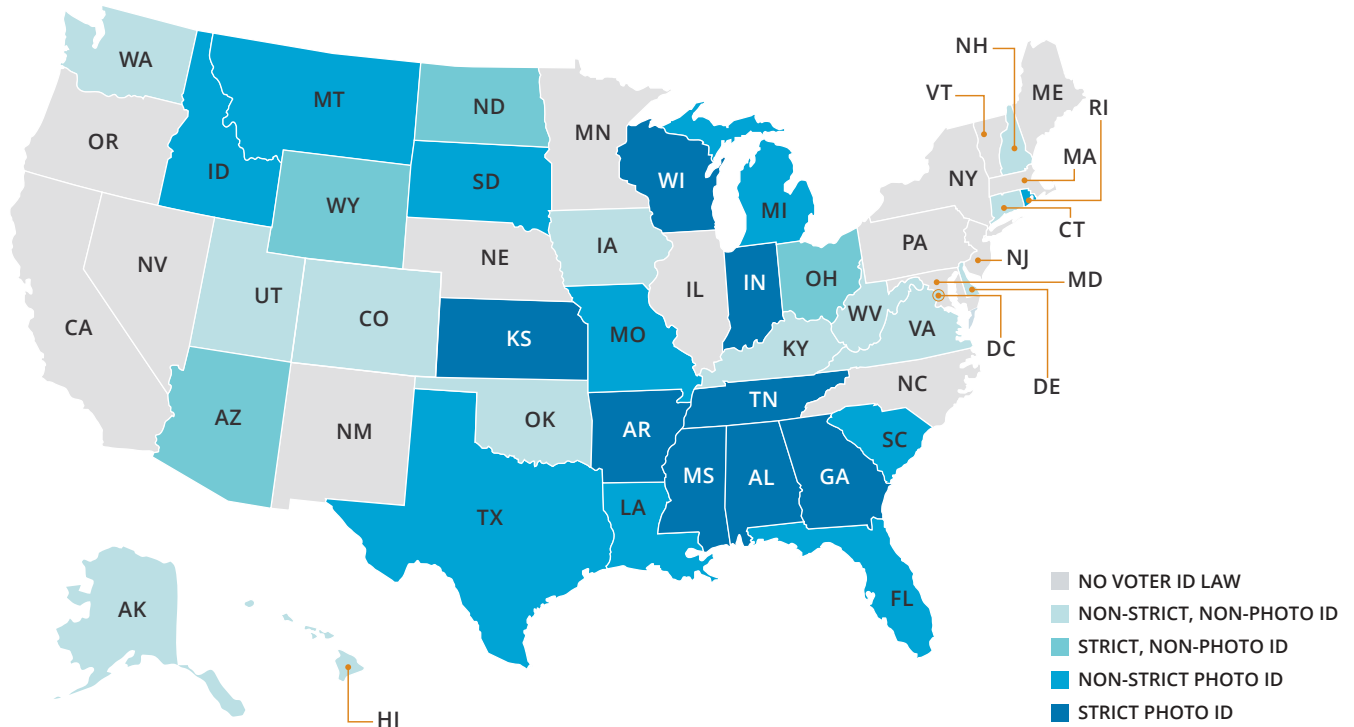 NH
WA
ME
VT
RI
MT
ND
MN
OR
MA
ID
WI
NY
SD
MI
WY
CT
IA
PA
NE
NJ
NV
OH
IN
IL
MD
UT
WV
CO
VA
CA
KS
MO
KY
DC
NC
DE
TN
AZ
OK
AR
NM
SC
MS
AL
GA
LA
TX
NO VOTER ID LAW
FL
AK
NON-STRICT, NON-PHOTO ID
STRICT, NON-PHOTO ID
NON-STRICT PHOTO ID
HI
STRICT PHOTO ID